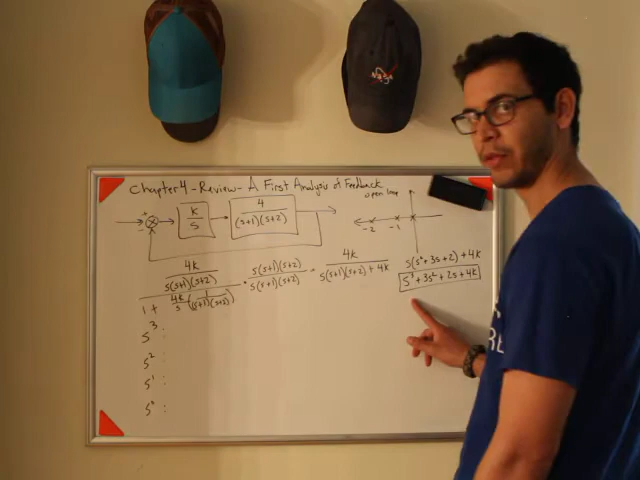 Chapter 4 - Review - A First Analysis of Feedback
open loop
+ - K/S 4/(S+1)(S+2)
-2 -1
4K/S(S+1)(S+2) / 1 + 4K/S (1/(S+1)(S+2)) • S(S+1)(S+2)/S(S+1)(S+2) = 4K/S(S+1)(S+2) + 4K
S(S² + 3S + 2) + 4K
S³ + 3S² + 2S + 4K
S³ :
S² :
S¹ :
S⁰ :
NASA